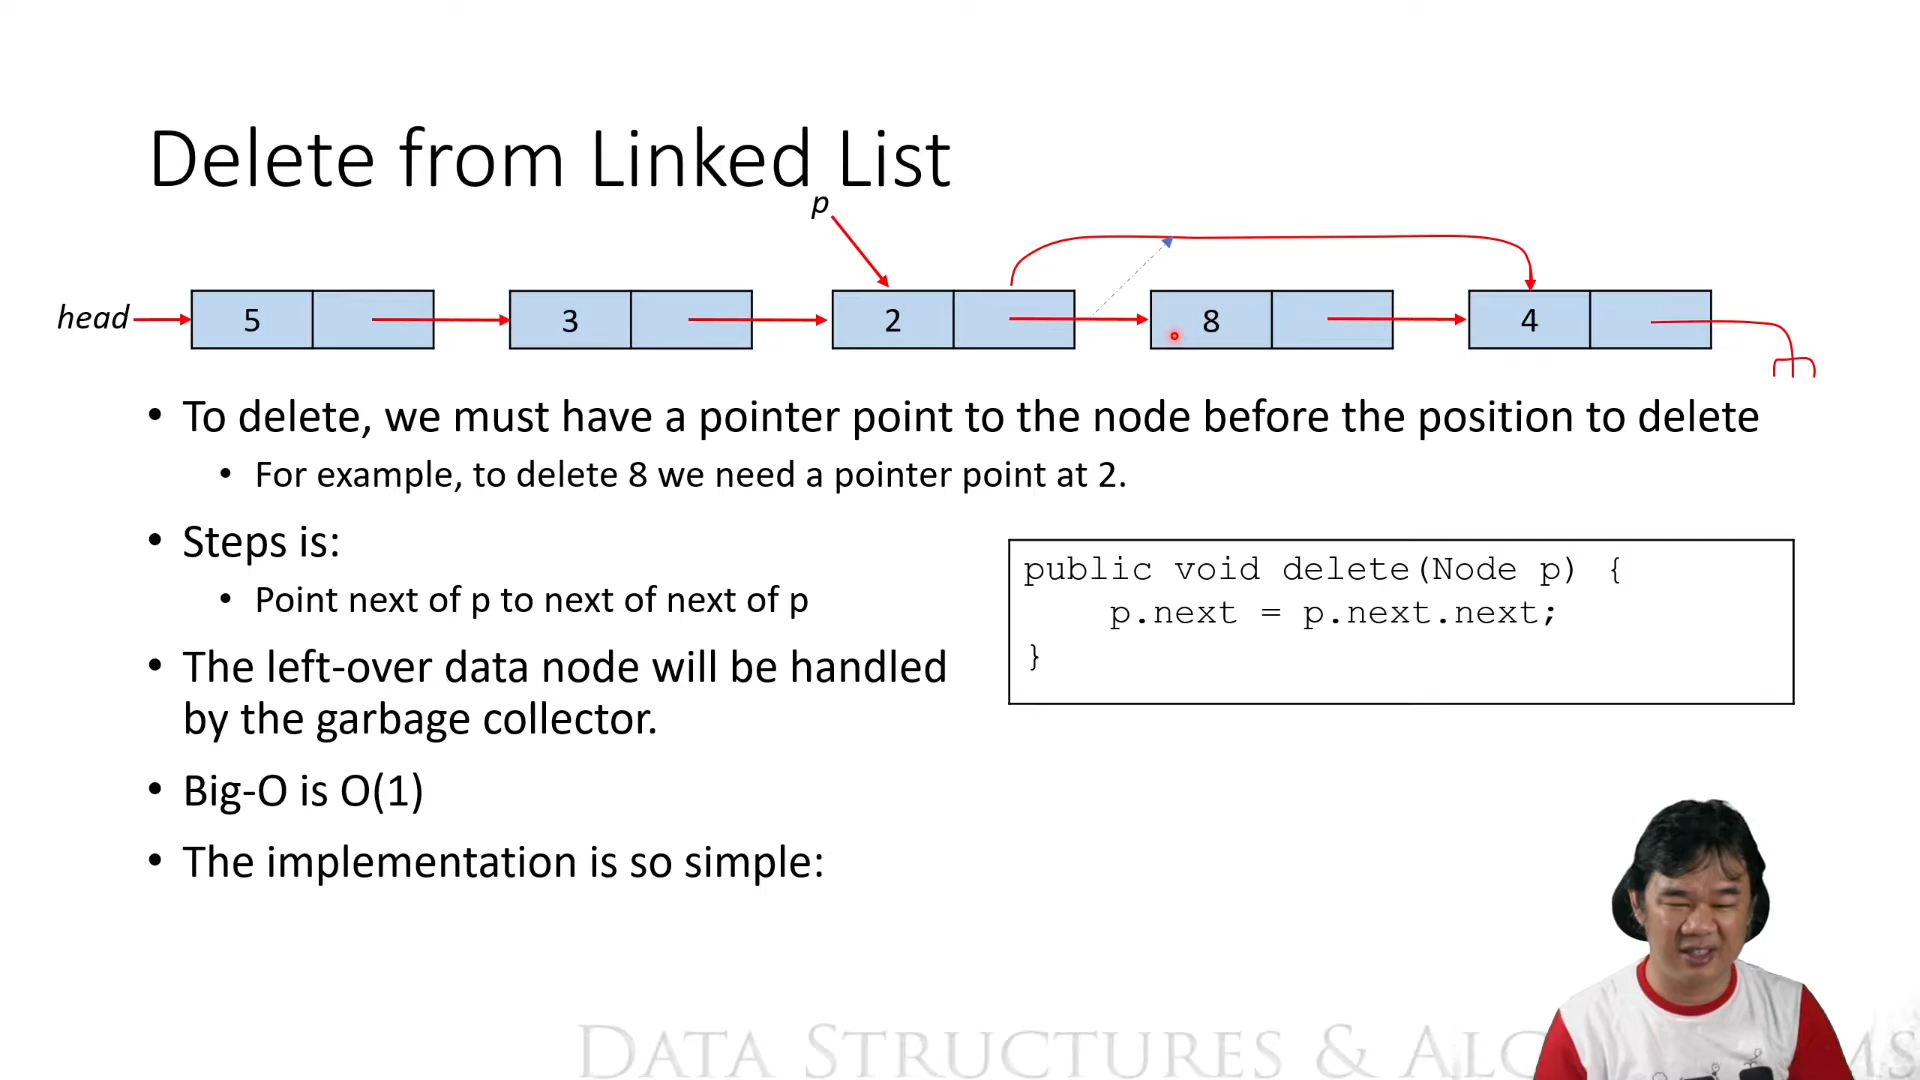 Delete from Linked List
p
head 5 3 2 8 4
• To delete, we must have a pointer point to the node before the position to delete
• For example, to delete 8 we need a pointer point at 2.
• Steps is:
• Point next of p to next of next of p
• The left-over data node will be handled
by the garbage collector.
• Big-O is O(1)
• The implementation is so simple:
public void delete(Node p) {
p.next = p.next.next;
}
DATA STRUCTURES &